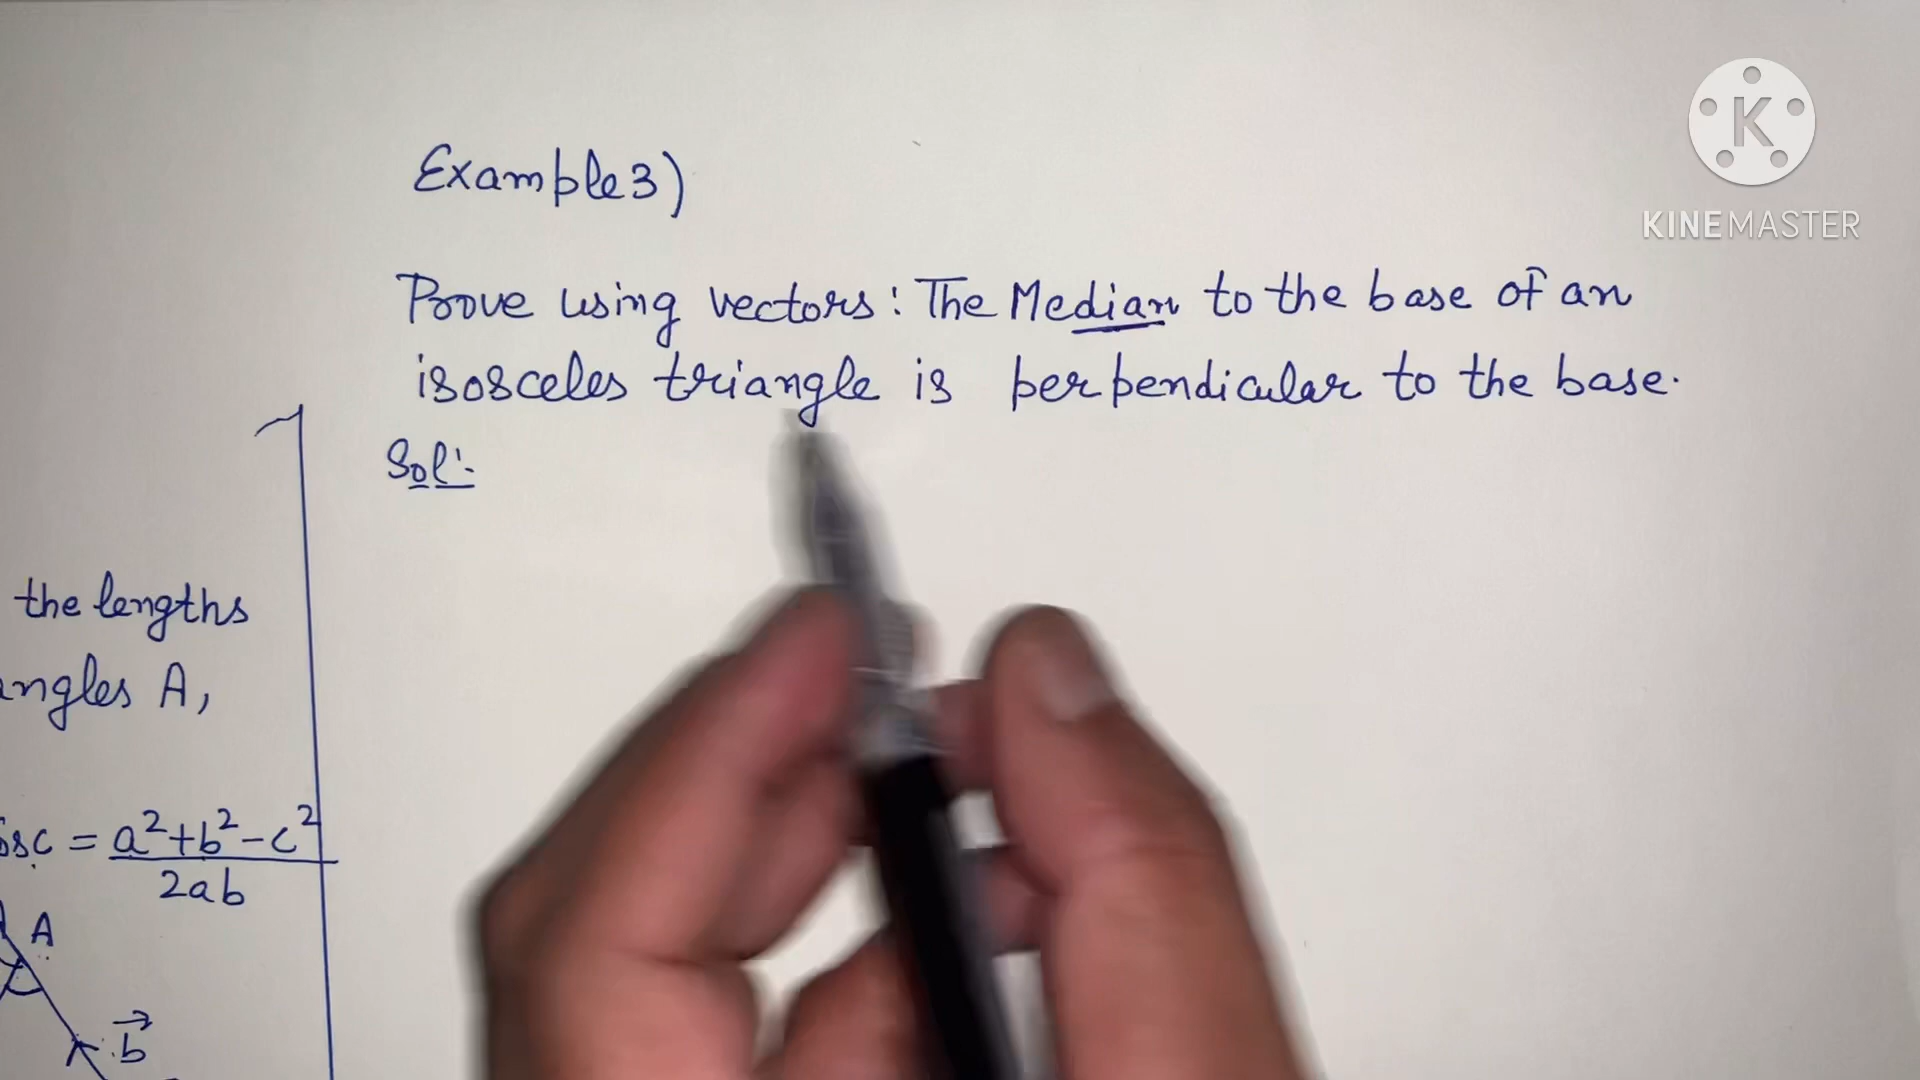 Example 3)
KINEMASTER
Prove using vectors: The Median to the base of an
isosceles triangle is perpendicular to the base.
Sol:-
the lengths
angles A,
= a²+b²-c²
2ab
A
b